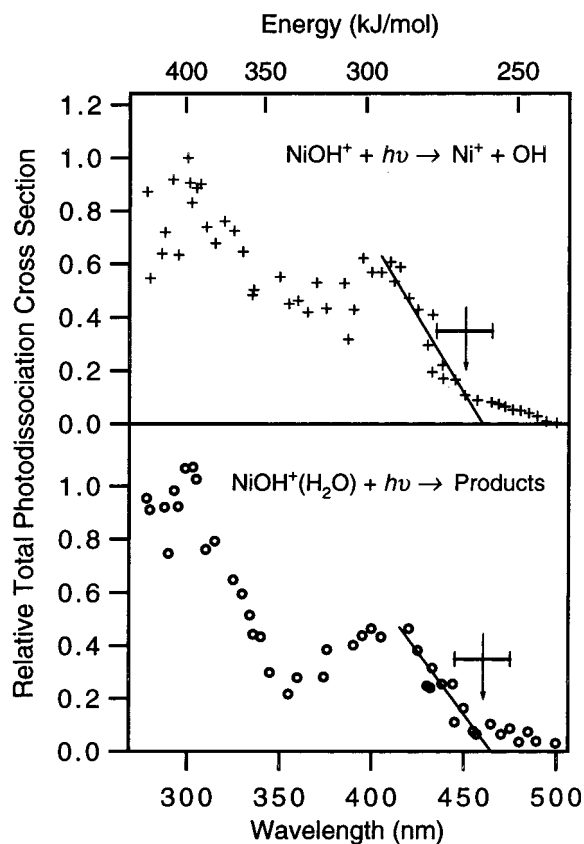 Energy (kJ/mol)
400 350 300 250
1.2
1.0
0.8
0.6
0.4
0.2
0.0
NiOH⁺ + hυ → Ni⁺ + OH
Relative Total Photodissociation Cross Section
1.0
0.8
0.6
0.4
0.2
0.0
NiOH⁺(H₂O) + hυ → Products
300 350 400 450 500
Wavelength (nm)